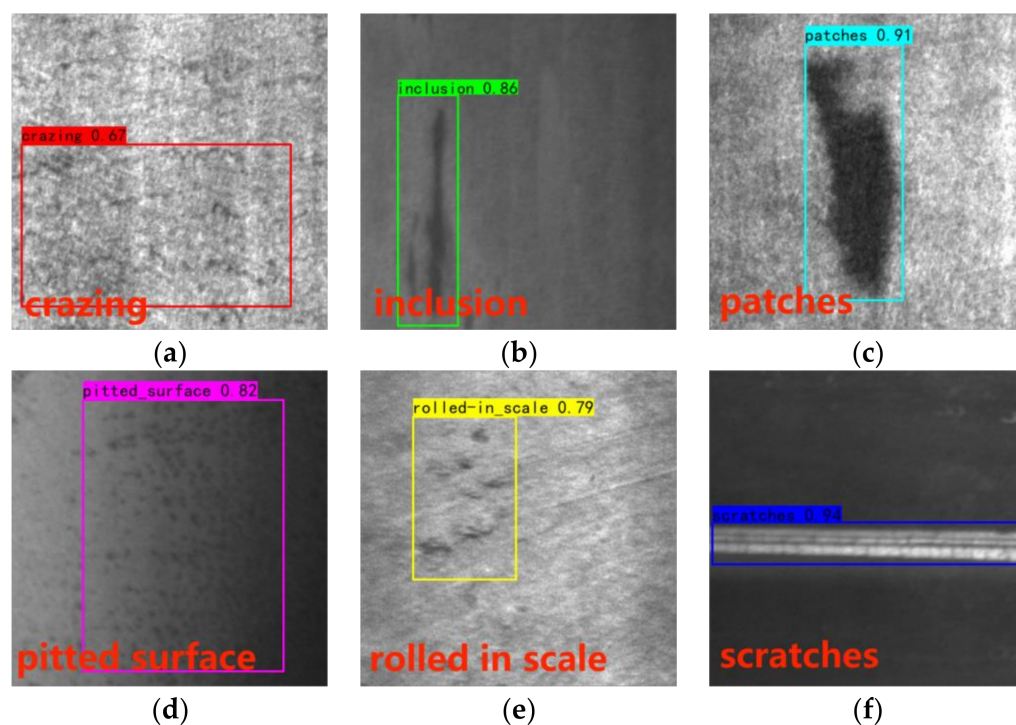 crazing 0.67
crazing
(a)
inclusion 0.86
inclusion
(b)
patches 0.91
patches
(c)
pitted_surface 0.82
pitted surface
(d)
rolled-in_scale 0.79
rolled in scale
(e)
scratches 0.94
scratches
(f)